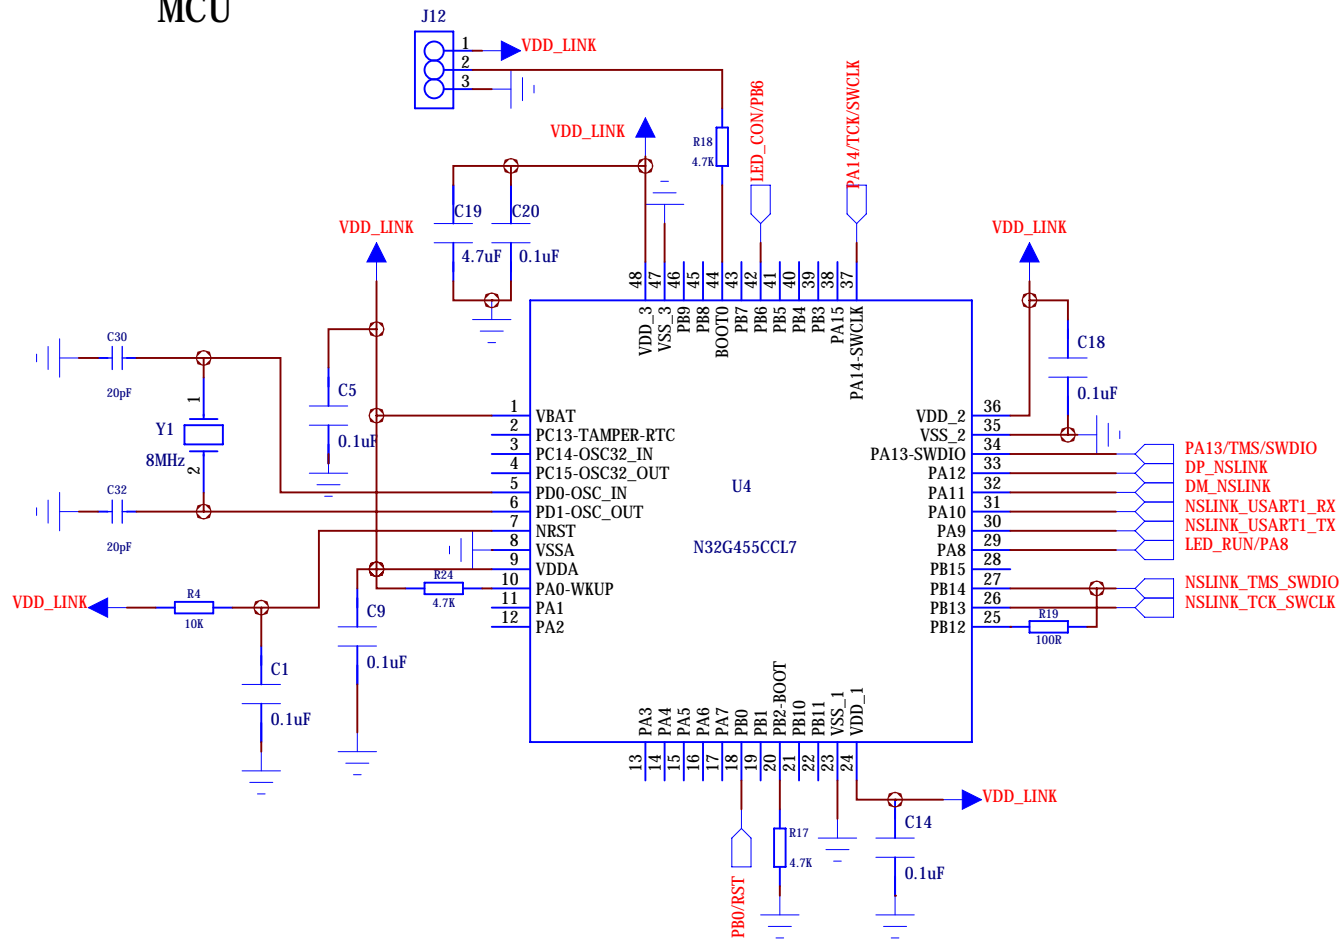 MCU
J12
1
VDD_LINK
2
3
VDD_LINK
R18
4.7K
LED_CON/PB6
PA14/TCK/SWCLK
C19
4.7uF
C20
0.1uF
VDD_LINK
VDD_LINK
48
47
46
45
44
43
42
41
40
39
38
37
VDD_3
VSS_3
PB9
PB8
BOOT0
PB7
PB6
PB5
PB4
PB3
PA15
PA14-SWCLK
C30
20pF
1
Y1
8MHz
2
C32
20pF
C5
0.1uF
C18
0.1uF
1 VBAT
2 PC13-TAMPER-RTC
3 PC14-OSC32_IN
4 PC15-OSC32_OUT
5 PD0-OSC_IN
6 PD1-OSC_OUT
7 NRST
8 VSSA
9 VDDA
10 PA0-WKUP
11 PA1
12 PA2
U4
N32G455CCL7
VDD_2 36
VSS_2 35
PA13-SWDIO 34 PA13/TMS/SWDIO
PA12 33 DP_NSLINK
PA11 32 DM_NSLINK
PA10 31 NSLINK_USART1_RX
PA9 30 NSLINK_USART1_TX
PA8 29 LED_RUN/PA8
PB15 28
PB14 27 NSLINK_TMS_SWDIO
PB13 26 NSLINK_TCK_SWCLK
PB12 25
R19
100R
R24
4.7K
VDD_LINK
R4
10K
C9
0.1uF
C1
0.1uF
PA3
PA4
PA5
PA6
PA7
PB0
PB1
PB2-BOOT
PB10
PB11
VSS_1
VDD_1
13
14
15
16
17
18
19
20
21
22
23
24
VDD_LINK
C14
0.1uF
R17
4.7K
PB0/RST